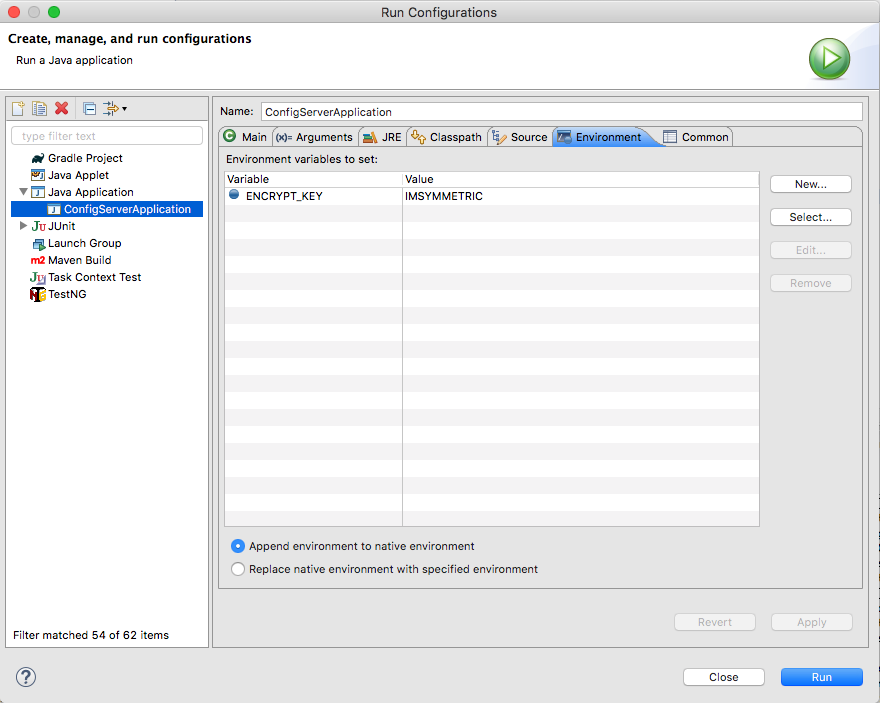 Run Configurations
Create, manage, and run configurations
Run a Java application
type filter text
Gradle Project
Java Applet
Java Application
ConfigServerApplication
JUnit
Launch Group
m2 Maven Build
Task Context Test
TestNG
Filter matched 54 of 62 items
Name: ConfigServerApplication
Main (x)= Arguments JRE Classpath Source Environment Common
Environment variables to set:
Variable Value
ENCRYPT_KEY IMSYMMETRIC
New...
Select...
Edit...
Remove
Append environment to native environment
Replace native environment with specified environment
Revert Apply
? Close Run